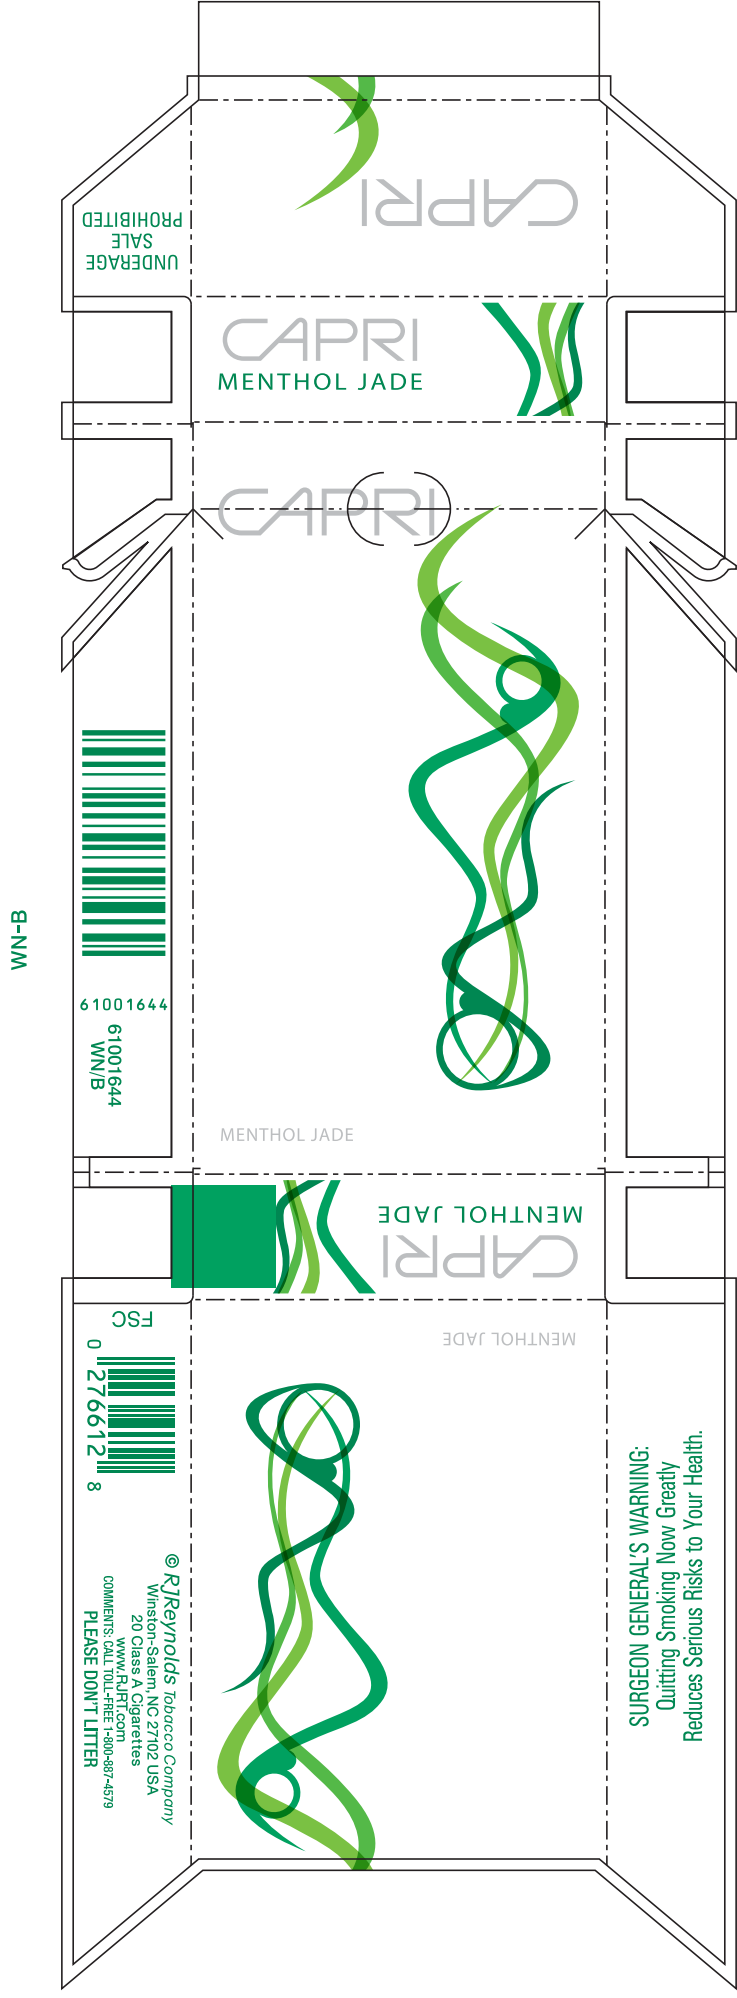 CAPRI
UNDERAGE
SALE
PROHIBITED
CAPRI
MENTHOL JADE
CAPRI
WN-B
61001644
61001644
WN/B
MENTHOL JADE
MENTHOL JADE
CAPRI
MENTHOL JADE
FSC
0 276612 8
© RJReynolds Tobacco Company
Winston-Salem, NC 27102 USA
20 Class A Cigarettes
www.RJRT.com
COMMENTS: CALL TOLL-FREE 1-800-887-4579
PLEASE DON'T LITTER
SURGEON GENERAL'S WARNING:
Quitting Smoking Now Greatly
Reduces Serious Risks to Your Health.